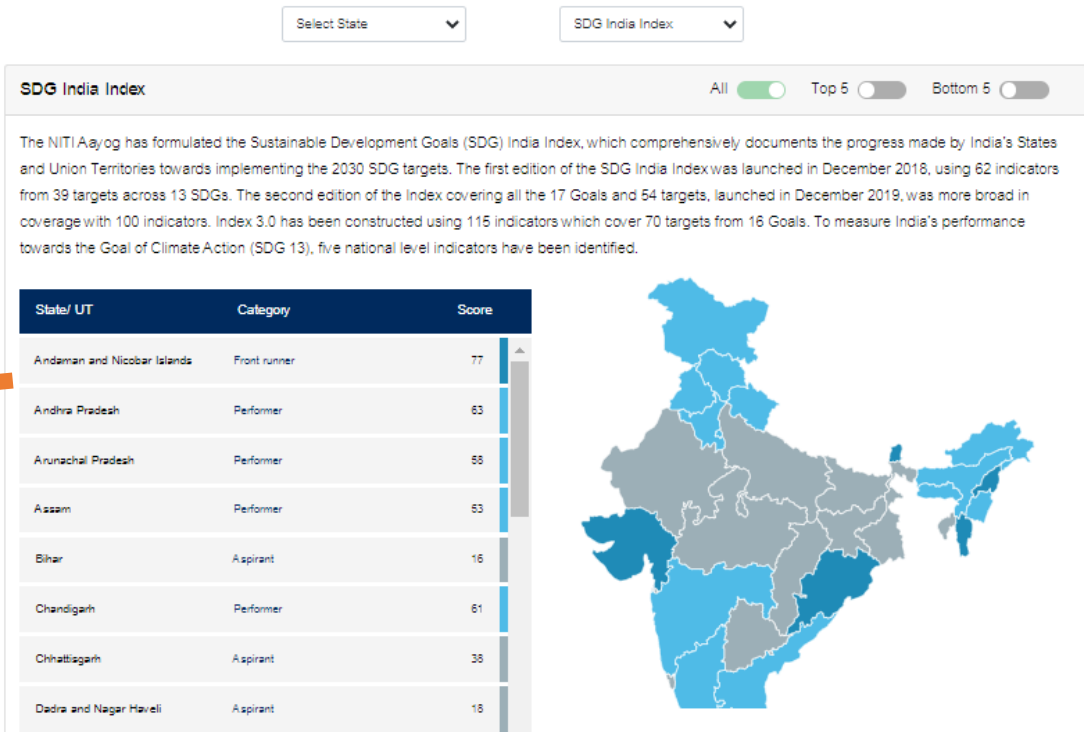 Select State
SDG India Index
SDG India Index
All
Top 5
Bottom 5
The NITI Aayog has formulated the Sustainable Development Goals (SDG) India Index, which comprehensively documents the progress made by India's States
and Union Territories towards implementing the 2030 SDG targets. The first edition of the SDG India Index was launched in December 2018, using 62 indicators
from 39 targets across 13 SDGs. The second edition of the Index covering all the 17 Goals and 54 targets, launched in December 2019, was more broad in
coverage with 100 indicators. Index 3.0 has been constructed using 115 indicators which cover 70 targets from 16 Goals. To measure India's performance
towards the Goal of Climate Action (SDG 13), five national level indicators have been identified.
State/ UT Category Score
Andaman and Nicobar Islands Front runner 77
Andhra Pradesh Performer 63
Arunachal Pradesh Performer 58
Assam Performer 53
Bihar Aspirant 16
Chandigarh Performer 61
Chhattisgarh Aspirant 38
Dadra and Nagar Haveli Aspirant 18